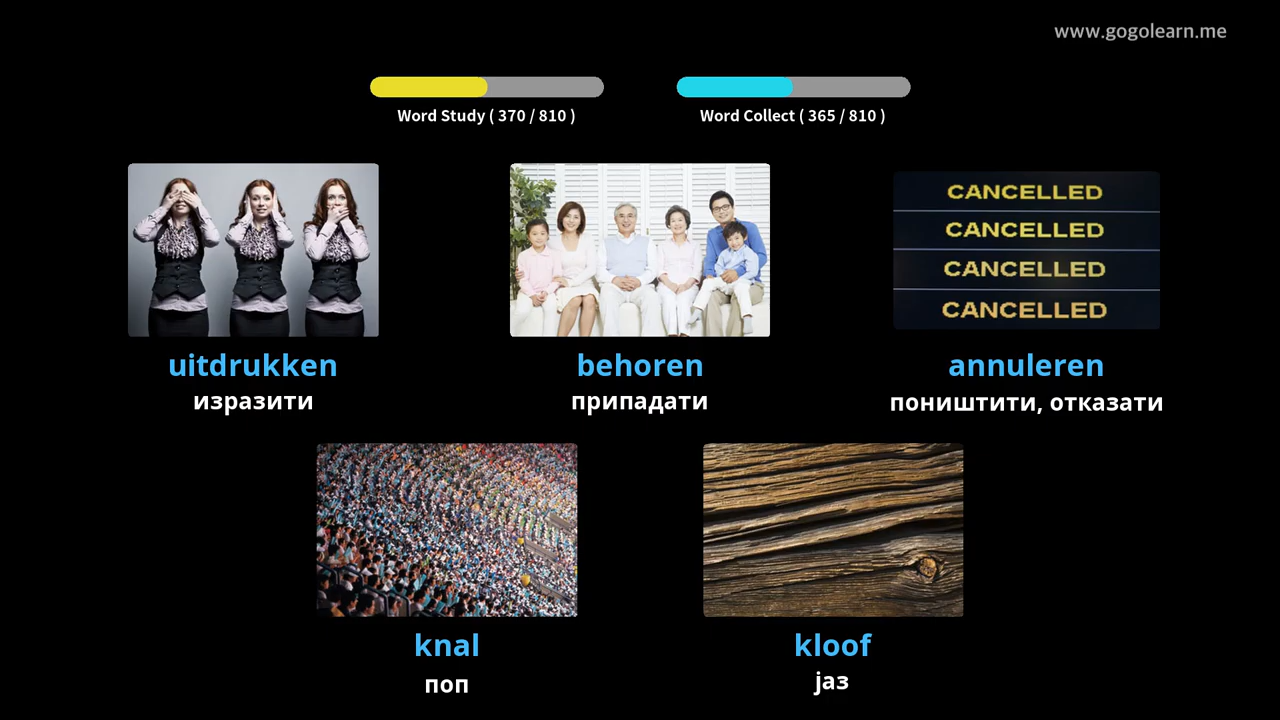 www.gogolearn.me
Word Study ( 370 / 810 )
Word Collect ( 365 / 810 )
CANCELLED
CANCELLED
CANCELLED
CANCELLED
uitdrukken
изразити
behoren
припадати
annuleren
поништити, отказати
knal
поп
kloof
јаз